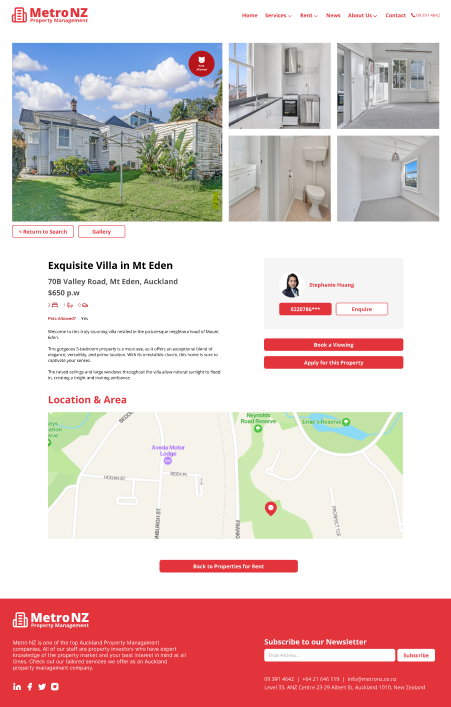 MetroNZ
Property Management
Home Services Rent News About Us Contact 09 391 4642
Pets
Allowed
< Return to Search Gallery
Exquisite Villa in Mt Eden
70B Valley Road, Mt Eden, Auckland
$650 p.w
2 1 0
Pets Allowed? Yes
Welcome to this truly stunning villa nestled in the picturesque neighbourhood of Mount
Eden.
This gorgeous 5-bedroom property is a must-see, as it offers an exceptional blend of
elegance, versatility, and prime location. With its irresistible charm, this home is sure to
captivate your senses.
The raised ceilings and large windows throughout the villa allow natural sunlight to flood
in, creating a bright and inviting ambiance.
Stephanie Huang
0220786*** Enquire
Book a Viewing
Apply for this Property
Location & Area
Reynolds
Road Reserve
Ernie's Reserve
Aveda Motor
Lodge
HOGAN ST
PROSPECT TCE
Back to Properties for Rent
MetroNZ
Property Management
Metro NZ is one of the top Auckland Property Management
companies. All of our staff are property investors who have expert
knowledge of the property market and your best interest in mind at all
times. Check out our tailored services we offer as an Auckland
property management company.
Subscribe to our Newsletter
Email Address... Subscribe
09 391 4642 | +64 21 646 119 | info@metronz.co.nz
Level 33, ANZ Centre 23-29 Albert St, Auckland 1010, New Zealand